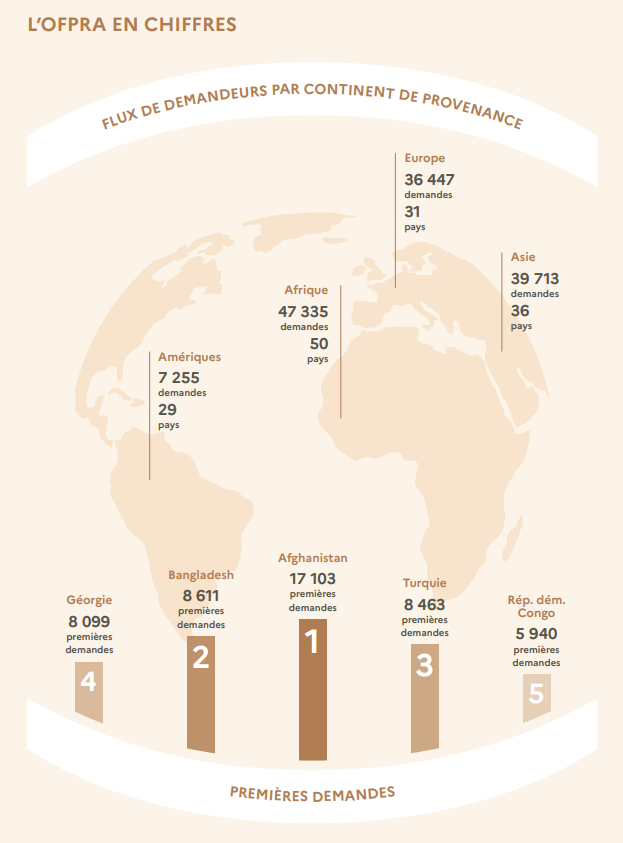 L'OFPRA EN CHIFFRES
FLUX DE DEMANDEURS PAR CONTINENT DE PROVENANCE
Europe
36 447
demandes
31
pays
Asie
39 713
demandes
36
pays
Afrique
47 335
demandes
50
pays
Amériques
7 255
demandes
29
pays
Géorgie
8 099
premières
demandes
4
Bangladesh
8 611
premières
demandes
2
Afghanistan
17 103
premières
demandes
1
Turquie
8 463
premières
demandes
3
Rép. dém.
Congo
5 940
premières
demandes
5
PREMIÈRES DEMANDES